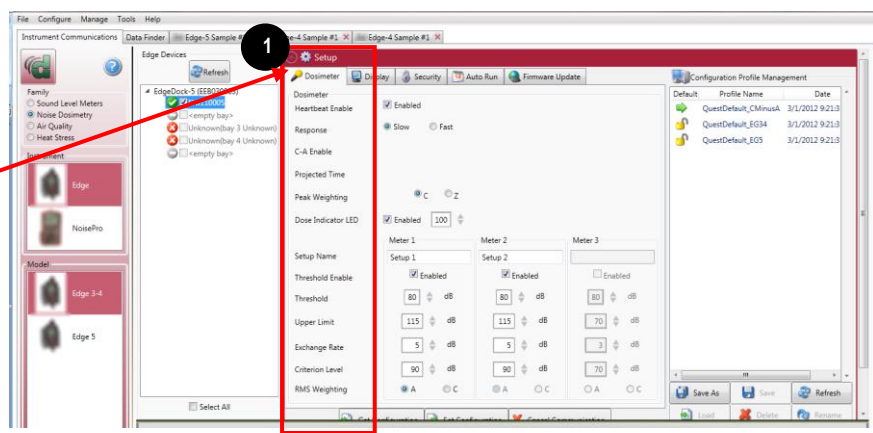 File Configure Manage Tools Help
Instrument Communications Data Finder Edge-5 Sample Edge-4 Sample #1 Edge-4 Sample #1
1
Family
Sound Level Meters
Noise Dosimetry
Air Quality
Heat Stress
Instrument
Edge
NoisePro
Model
Edge 3-4
Edge 5
Edge Devices
Refresh
EdgeDock-5
<empty bay>
Unknown(bay 3 Unknown)
Unknown(bay 4 Unknown)
<empty bay>
Select All
Setup
Dosimeter Display Security Auto Run Firmware Update
Dosimeter
Heartbeat Enable Enabled
Response Slow Fast
C-A Enable
Projected Time
Peak Weighting C Z
Dose Indicator LED Enabled 100
Meter 1 Meter 2 Meter 3
Setup Name Setup 1 Setup 2
Threshold Enable Enabled Enabled Enabled
Threshold 80 dB 80 dB 80 dB
Upper Limit 115 dB 115 dB 70 dB
Exchange Rate 5 dB 5 dB 3 dB
Criterion Level 90 dB 90 dB 70 dB
RMS Weighting A C A C A C
Configuration Profile Management
Default Profile Name Date
QuestDefault_CMinusA 3/1/2012 9:21:3
QuestDefault_EG34 3/1/2012 9:21:3
QuestDefault_EG5 3/1/2012 9:21:3
Save As Save Refresh
Load Delete Rename